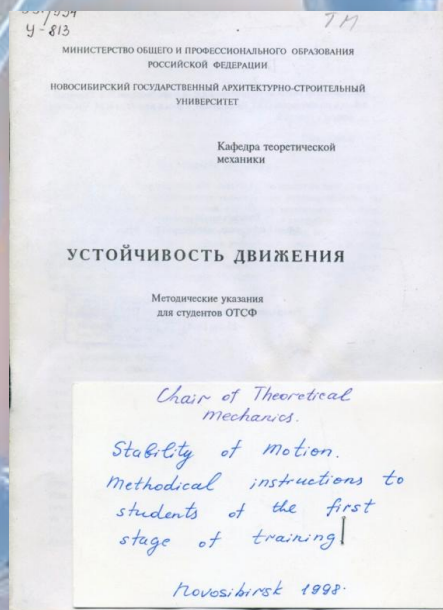 У-813
ТМ
МИНИСТЕРСТВО ОБЩЕГО И ПРОФЕССИОНАЛЬНОГО ОБРАЗОВАНИЯ
РОССИЙСКОЙ ФЕДЕРАЦИИ
НОВОСИБИРСКИЙ ГОСУДАРСТВЕННЫЙ АРХИТЕКТУРНО-СТРОИТЕЛЬНЫЙ
УНИВЕРСИТЕТ
Кафедра теоретической
механики
УСТОЙЧИВОСТЬ ДВИЖЕНИЯ
Методические указания
для студентов ОТСФ
Chair of Theoretical
mechanics.
Stability of motion.
Methodical instructions to
students of the first
stage of training
Novosibirsk 1998.